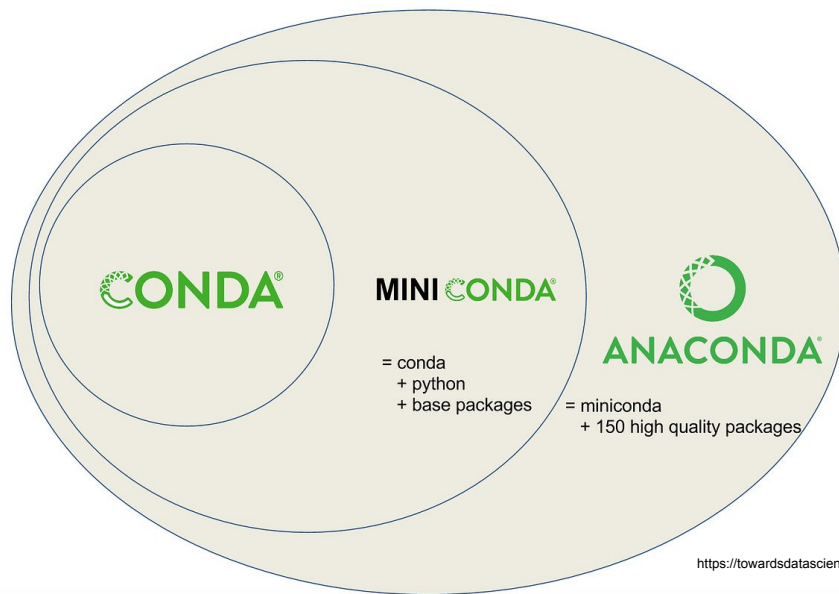 CONDA®
MINI CONDA®
= conda
+ python
+ base packages
ANACONDA®
= miniconda
+ 150 high quality packages
https://towardsdatascien